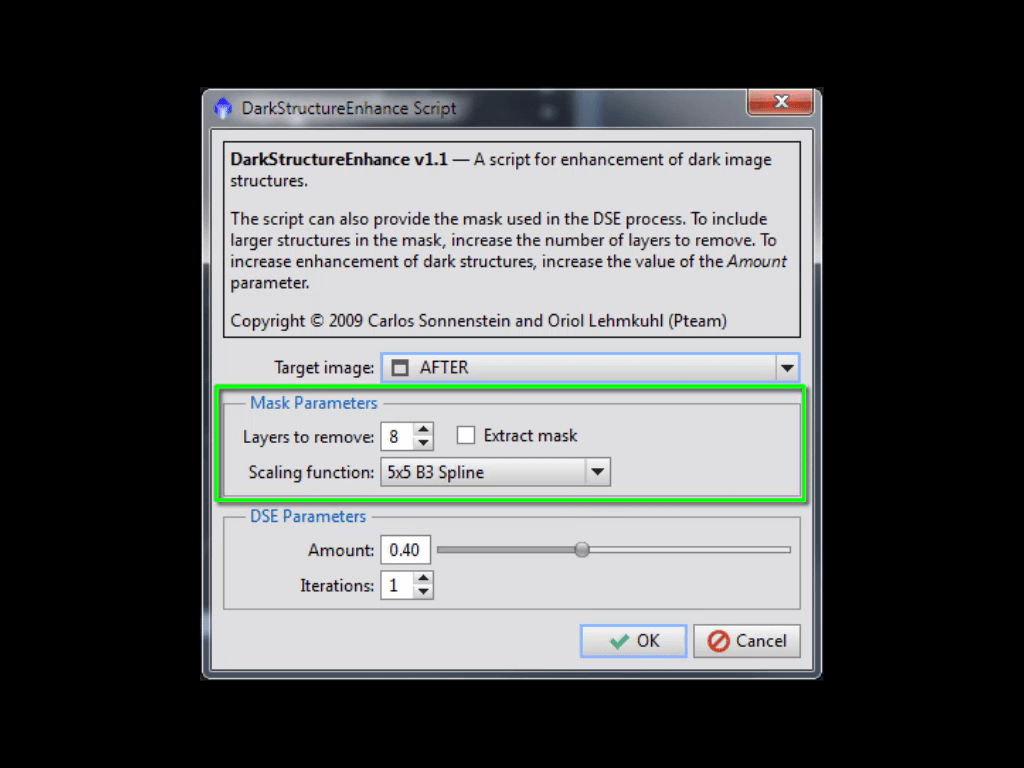 DarkStructureEnhance Script
DarkStructureEnhance v1.1 — A script for enhancement of dark image
structures.
The script can also provide the mask used in the DSE process. To include
larger structures in the mask, increase the number of layers to remove. To
increase enhancement of dark structures, increase the value of the Amount
parameter.
Copyright © 2009 Carlos Sonnenstein and Oriol Lehmkuhl (Pteam)
Target image: AFTER
Mask Parameters
Layers to remove: 8 Extract mask
Scaling function: 5x5 B3 Spline
DSE Parameters
Amount: 0.40
Iterations: 1
OK Cancel